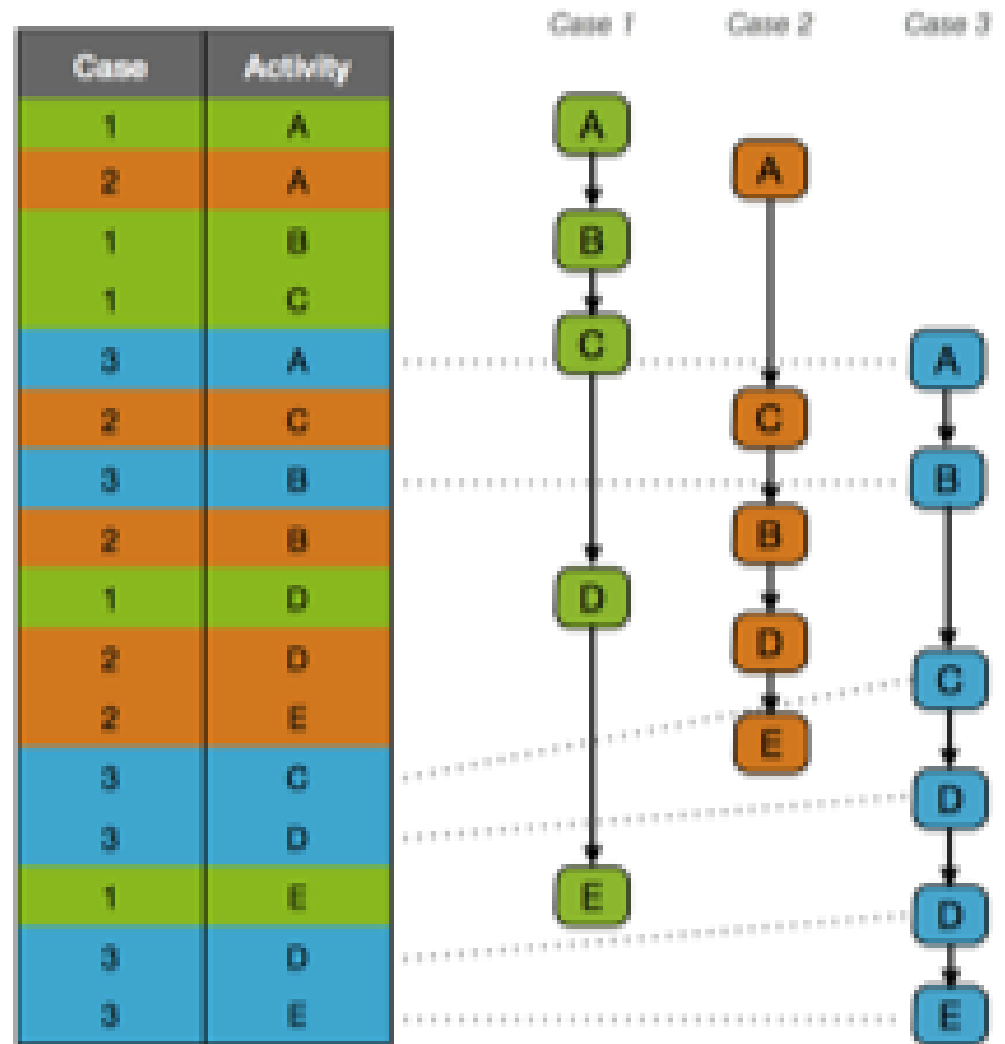 Case 1 Case 2 Case 3
Case Activity
1 A
2 A
1 B
1 C
3 A
2 C
3 B
2 B
1 D
2 D
2 E
3 C
3 D
1 E
3 D
3 E
A
B
C
D
E
A
C
B
D
E
A
B
C
D
D
E